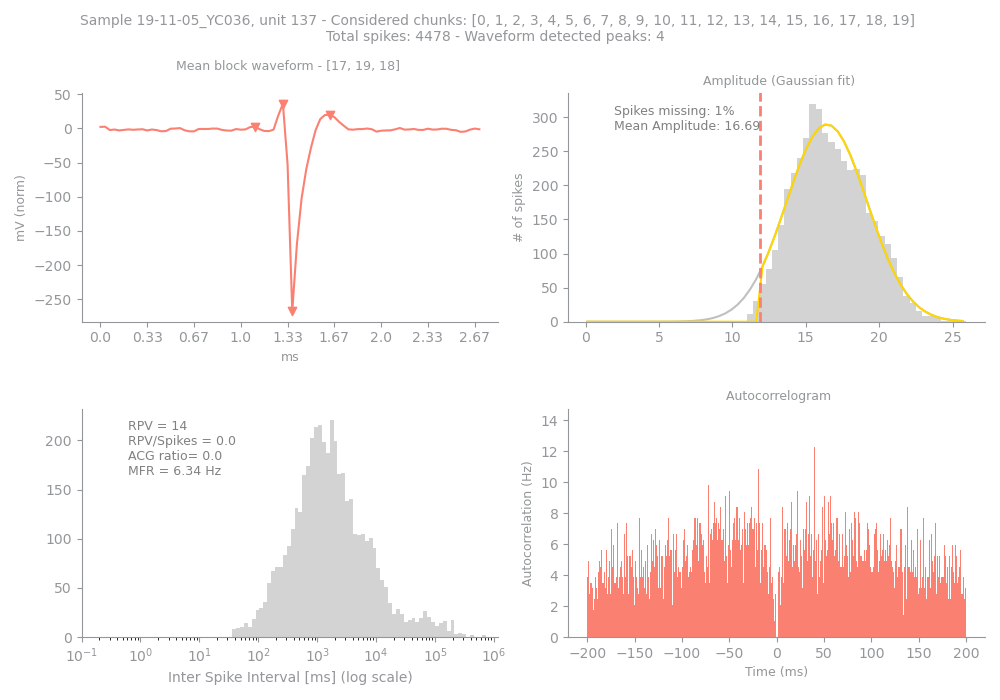 Sample 19-11-05_YC036, unit 137 - Considered chunks: [0, 1, 2, 3, 4, 5, 6, 7, 8, 9, 10, 11, 12, 13, 14, 15, 16, 17, 18, 19]
Total spikes: 4478 - Waveform detected peaks: 4
Mean block waveform - [17, 19, 18]
50
0
−50
−100
−150
−200
−250
mV (norm)
0.0 0.33 0.67 1.0 1.33 1.67 2.0 2.33 2.67
ms
Amplitude (Gaussian fit)
Spikes missing: 1%
Mean Amplitude: 16.69
300
250
200
150
100
50
0
# of spikes
0 5 10 15 20 25
RPV = 14
RPV/Spikes = 0.0
ACG ratio= 0.0
MFR = 6.34 Hz
200
150
100
50
0
10⁻¹ 10⁰ 10¹ 10² 10³ 10⁴ 10⁵ 10⁶
Inter Spike Interval [ms] (log scale)
Autocorrelogram
14
12
10
8
6
4
2
0
Autocorrelation (Hz)
−200 −150 −100 −50 0 50 100 150 200
Time (ms)